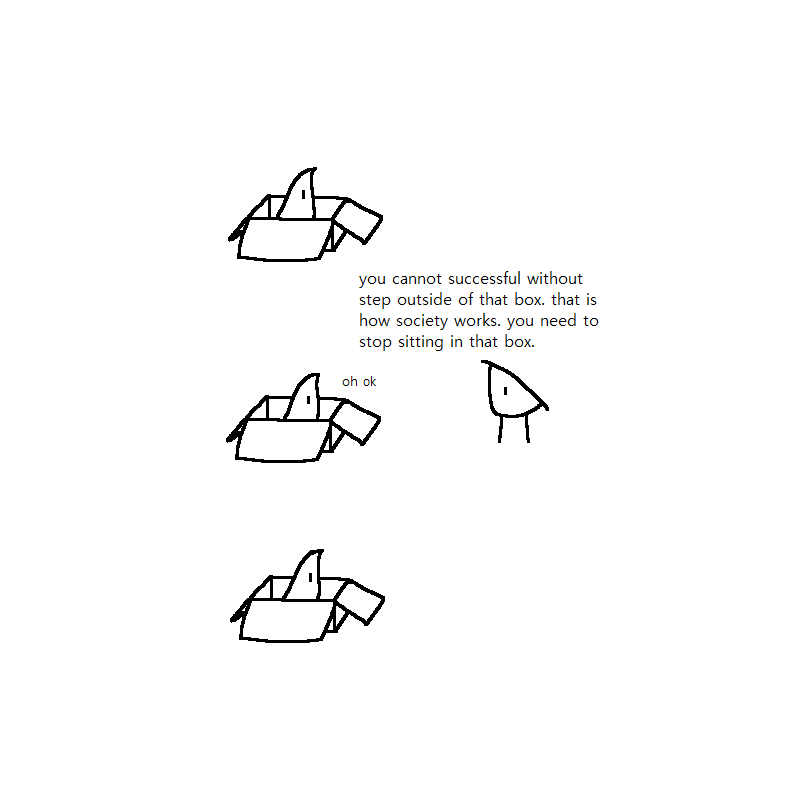 you cannot successful without
step outside of that box. that is
how society works. you need to
stop sitting in that box.
oh ok